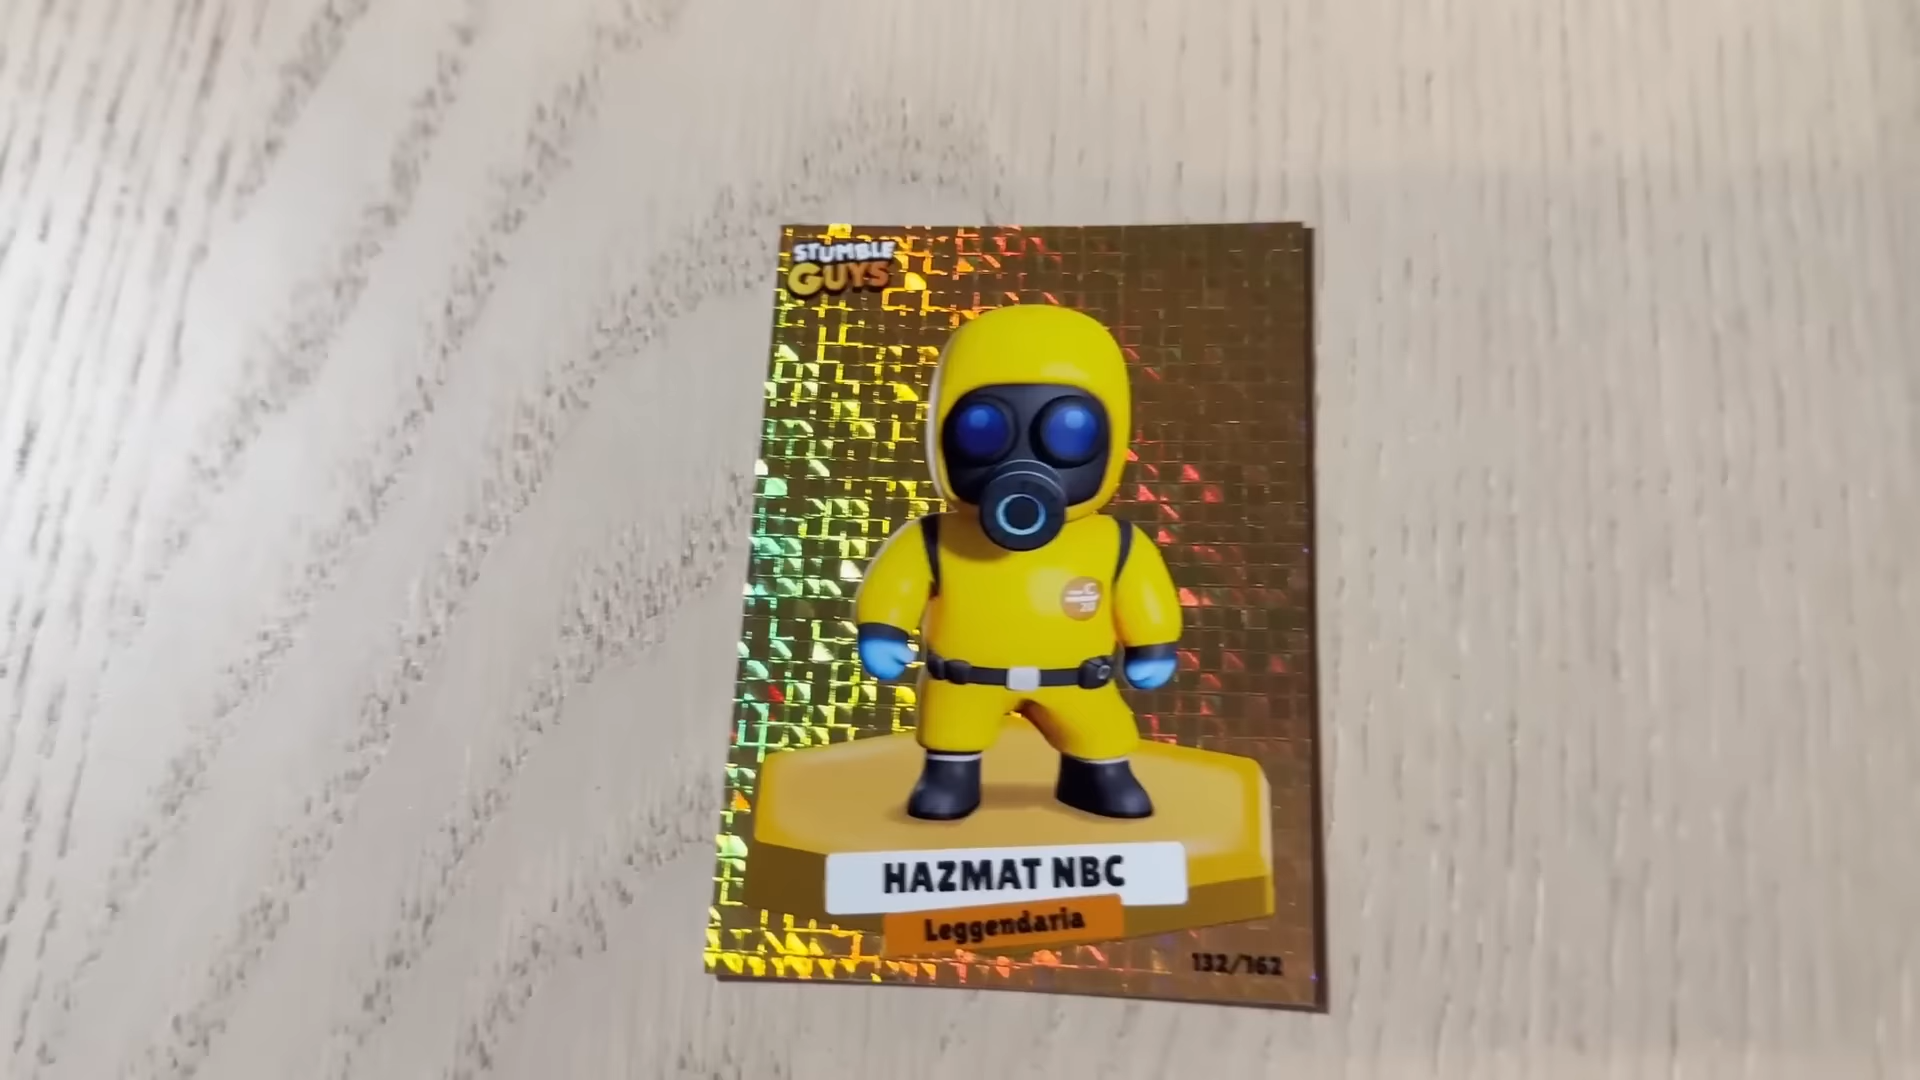 STUMBLE
GUYS
HAZMAT NBC
Leggendaria
132/162